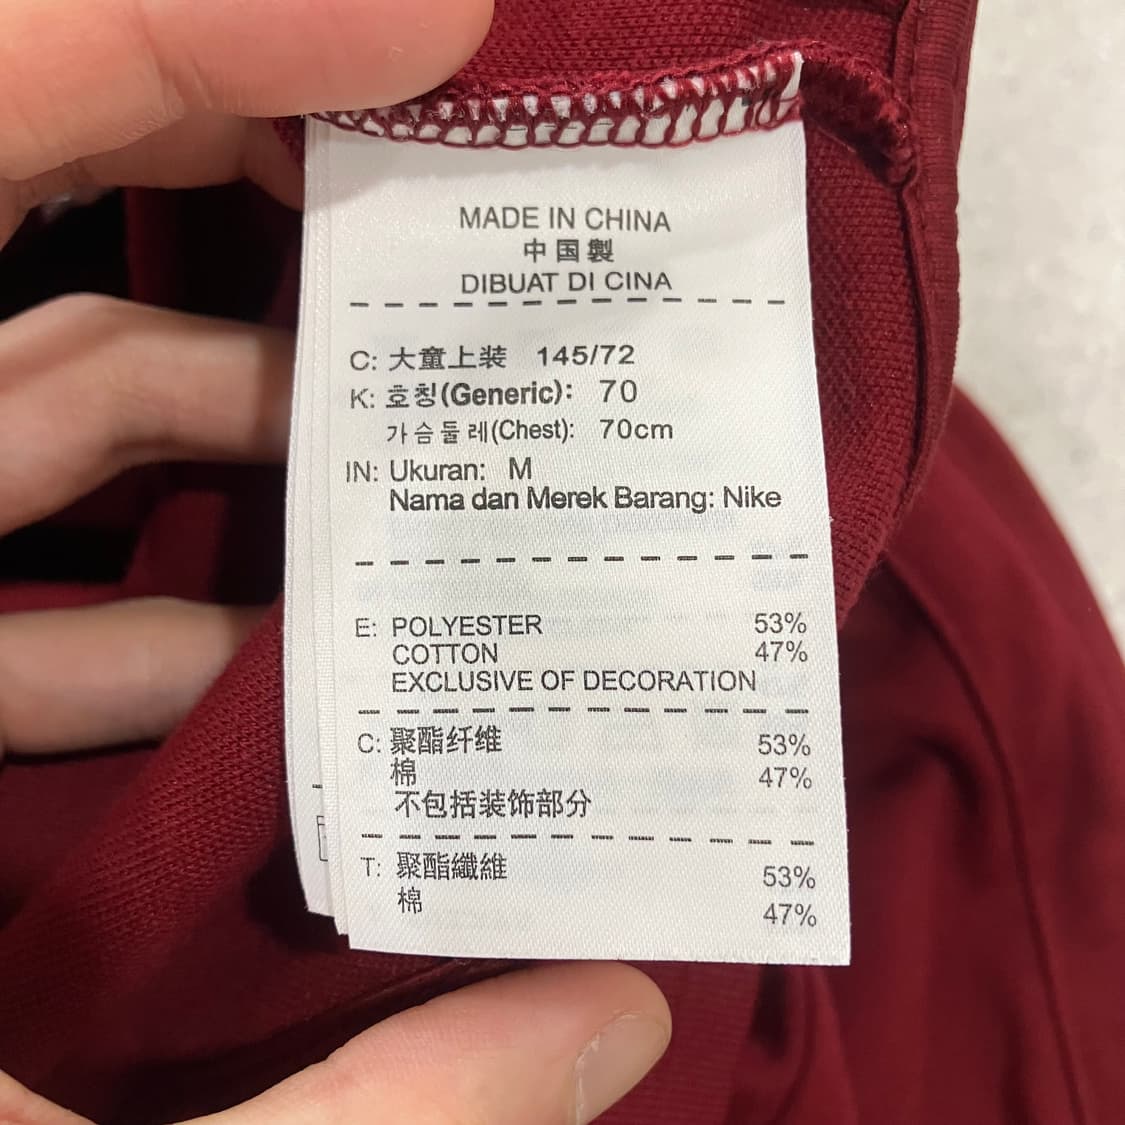 MADE IN CHINA
中国製
DIBUAT DI CINA
C: 大童上装 145/72
K: 호칭(Generic): 70
가슴둘레(Chest): 70cm
IN: Ukuran: M
Nama dan Merek Barang: Nike
E: POLYESTER 53%
COTTON 47%
EXCLUSIVE OF DECORATION
C: 聚酯纤维 53%
棉 47%
不包括装饰部分
T: 聚酯纖維 53%
棉 47%